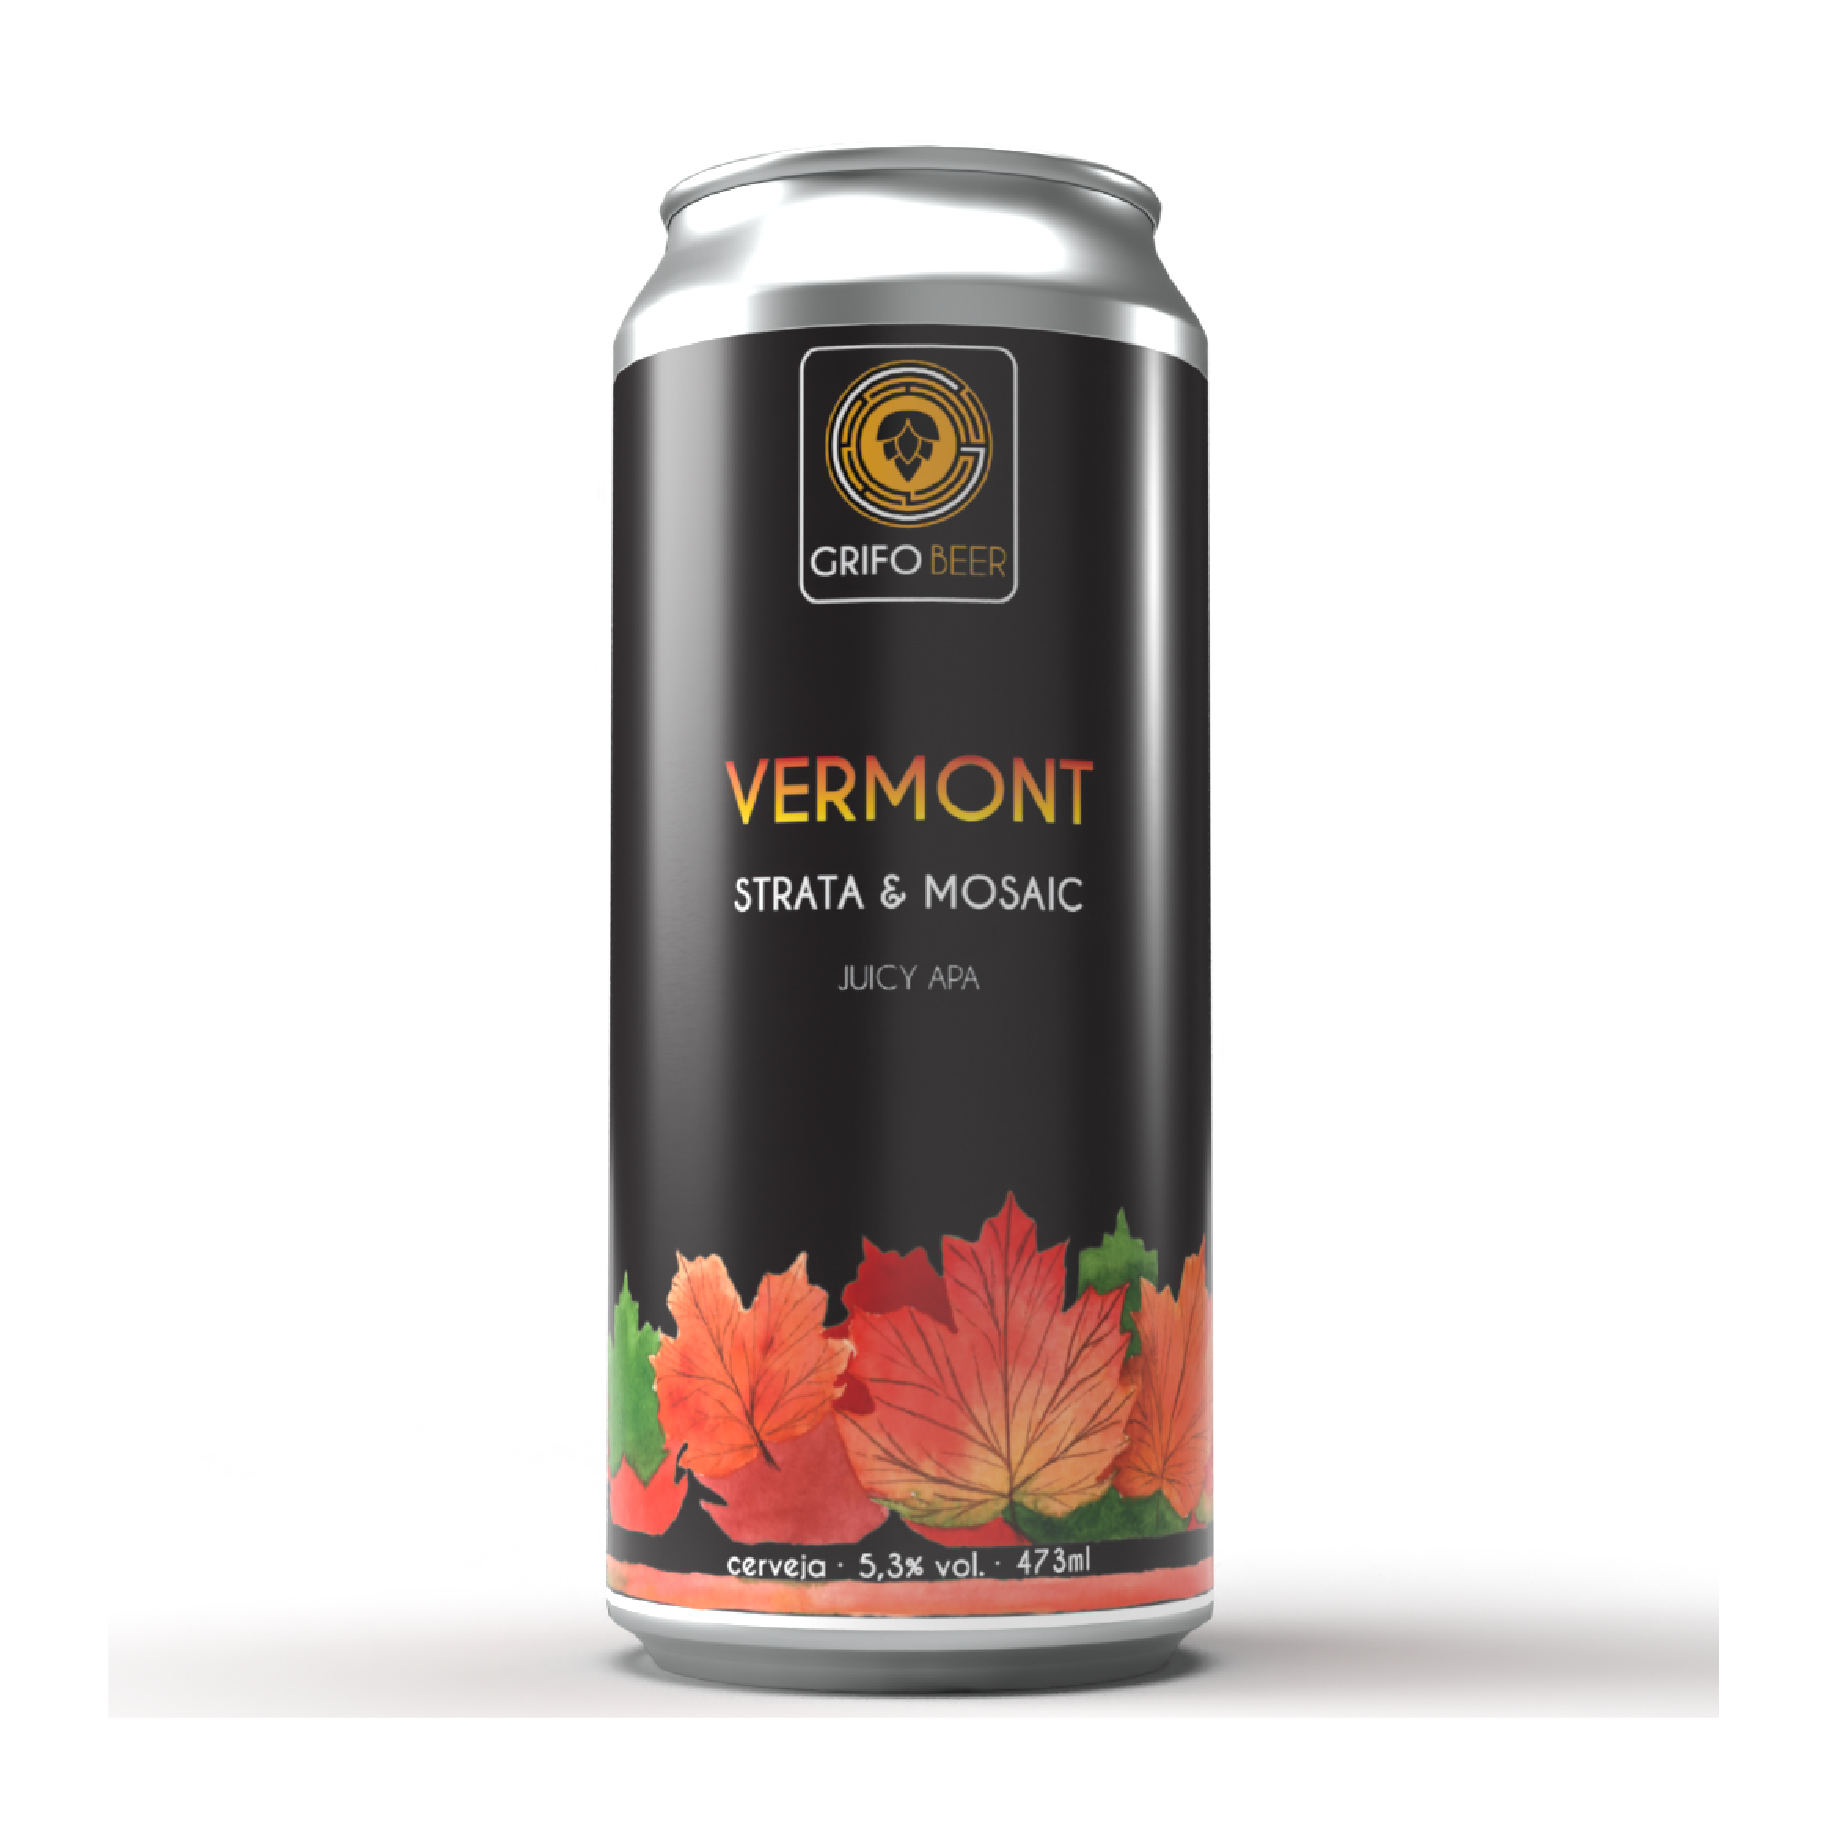 GRIFO BEER
VERMONT
STRATA & MOSAIC
JUICY APA
cerveja · 5,3% vol. · 473ml